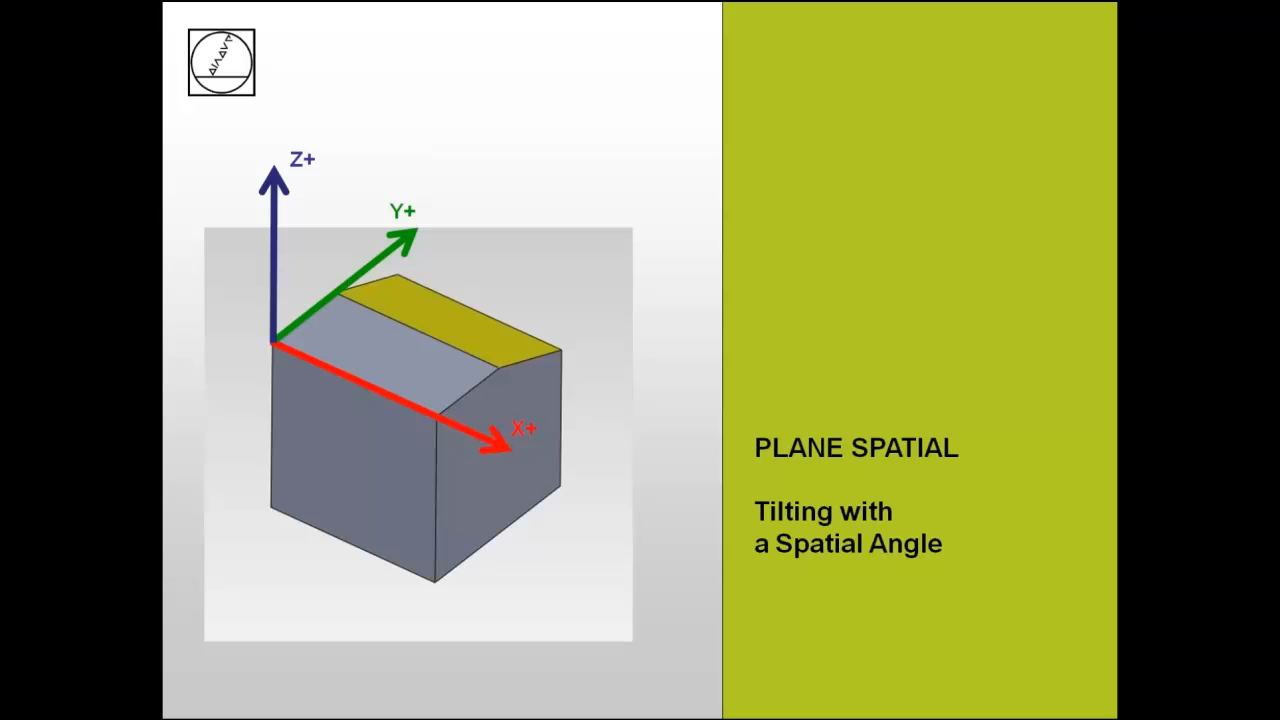 Z+
Y+
X+
PLANE SPATIAL
Tilting with
a Spatial Angle